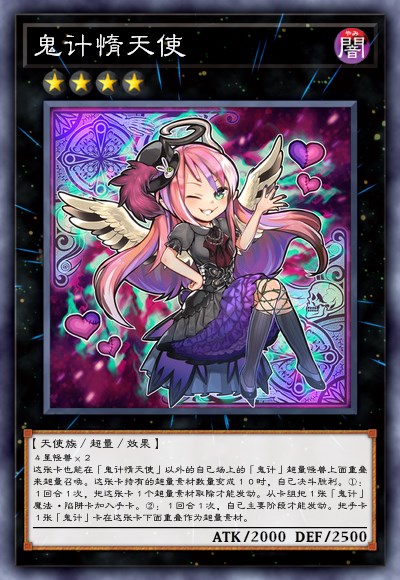 鬼计惰天使
闇
やみ
【天使族／超量／效果】
４星怪兽×２
这张卡也能在「鬼计惰天使」以外的自己场上的「鬼计」超量怪兽上面重叠
来超量召唤。这张卡持有的超量素材数量变成１０时，自己决斗胜利。①：
１回合１次，把这张卡１个超量素材取除才能发动。从卡组把１张「鬼计」
魔法·陷阱卡加入手卡。②：１回合１次，自己主要阶段才能发动。把手卡
１张「鬼计」卡在这张卡下面重叠作为超量素材。
ATK/2000 DEF/2500